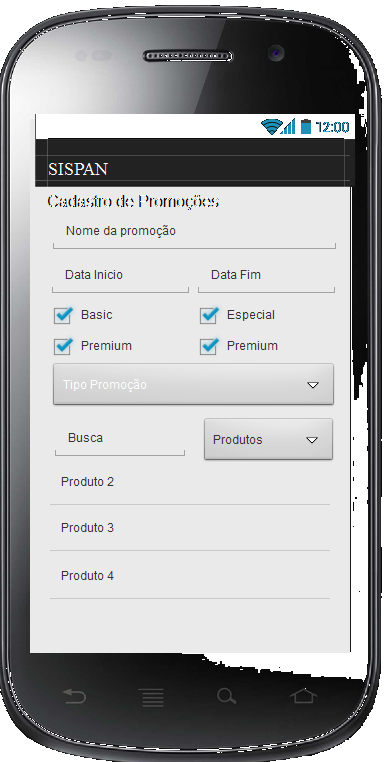 12:00
SISPAN
Cadastro de Promoções
Nome da promoção
Data Inicio Data Fim
Basic Especial
Premium Premium
Tipo Promoção
Busca Produtos
Produto 2
Produto 3
Produto 4